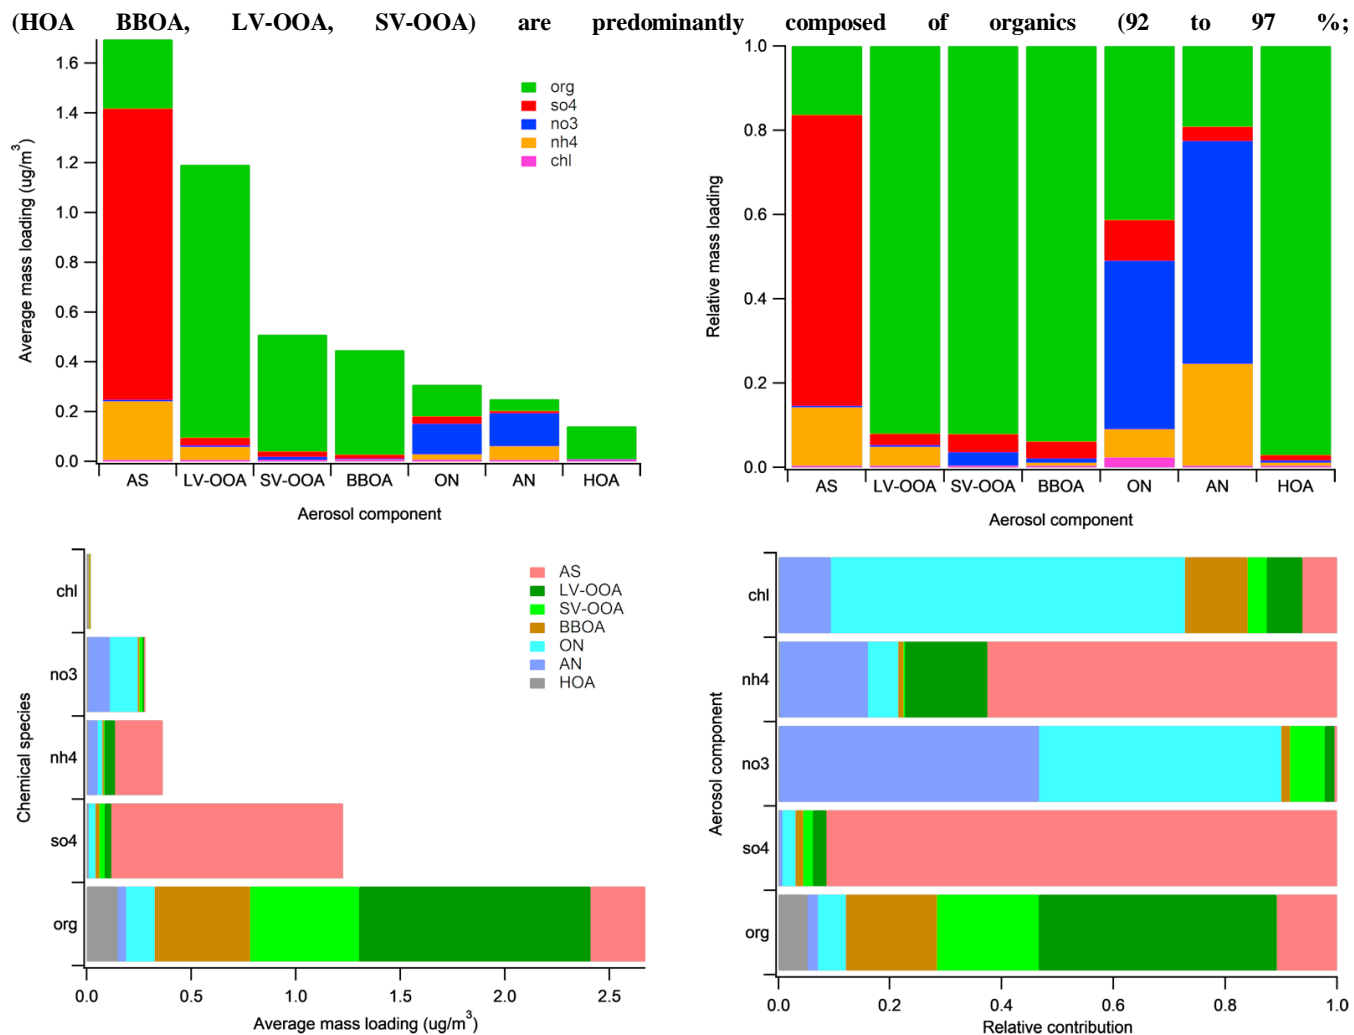 (HOA BBOA, LV-OOA, SV-OOA) are predominantly composed of organics (92 to 97 %;
1.6
1.4
1.2
1.0
0.8
0.6
0.4
0.2
0.0
Average mass loading (ug/m3)
org
so4
no3
nh4
chl
AS LV-OOA SV-OOA BBOA ON AN HOA
Aerosol component
1.0
0.8
0.6
0.4
0.2
0.0
Relative mass loading
AS LV-OOA SV-OOA BBOA ON AN HOA
Aerosol component
chl
no3
nh4
so4
org
Chemical species
AS
LV-OOA
SV-OOA
BBOA
ON
AN
HOA
0.0 0.5 1.0 1.5 2.0 2.5
Average mass loading (ug/m3)
chl
nh4
no3
so4
org
Aerosol component
0.0 0.2 0.4 0.6 0.8 1.0
Relative contribution